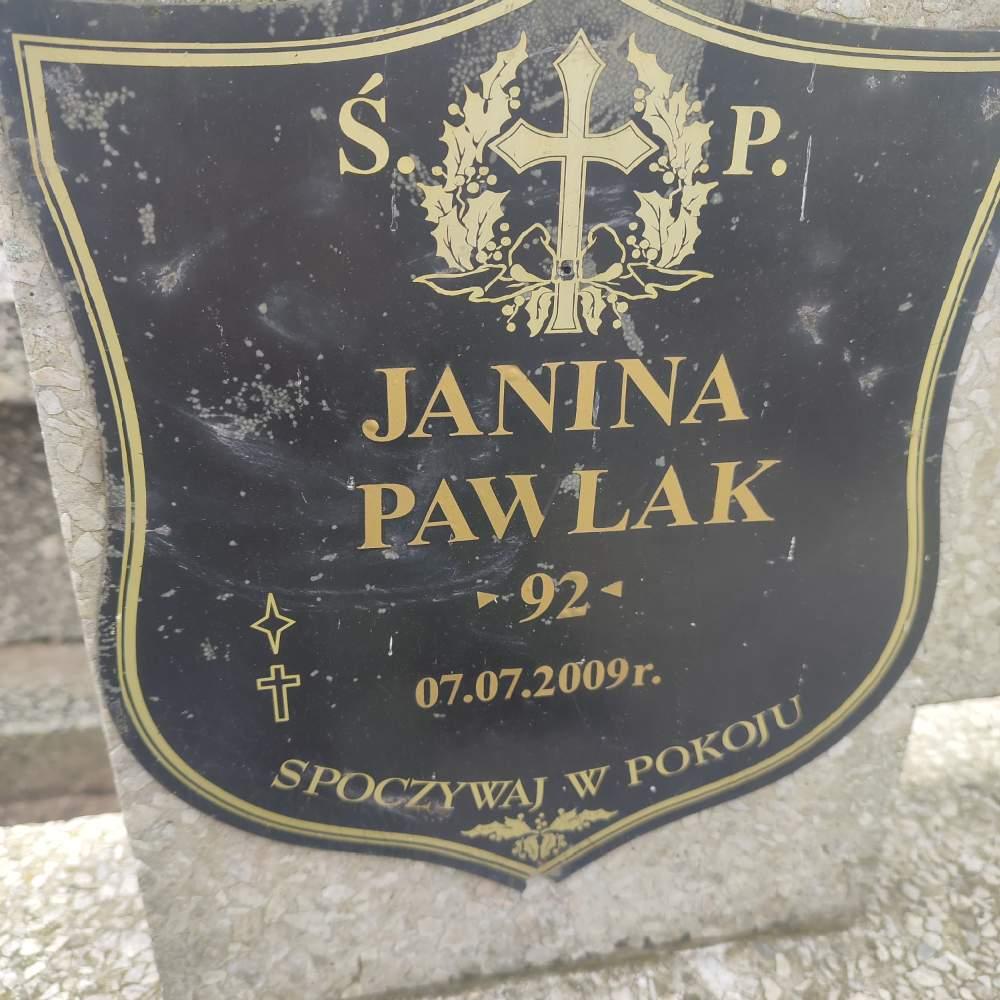 Ś. P.
JANINA
PAWLAK
92
07.07.2009r.
SPOCZYWAJ W POKOJU